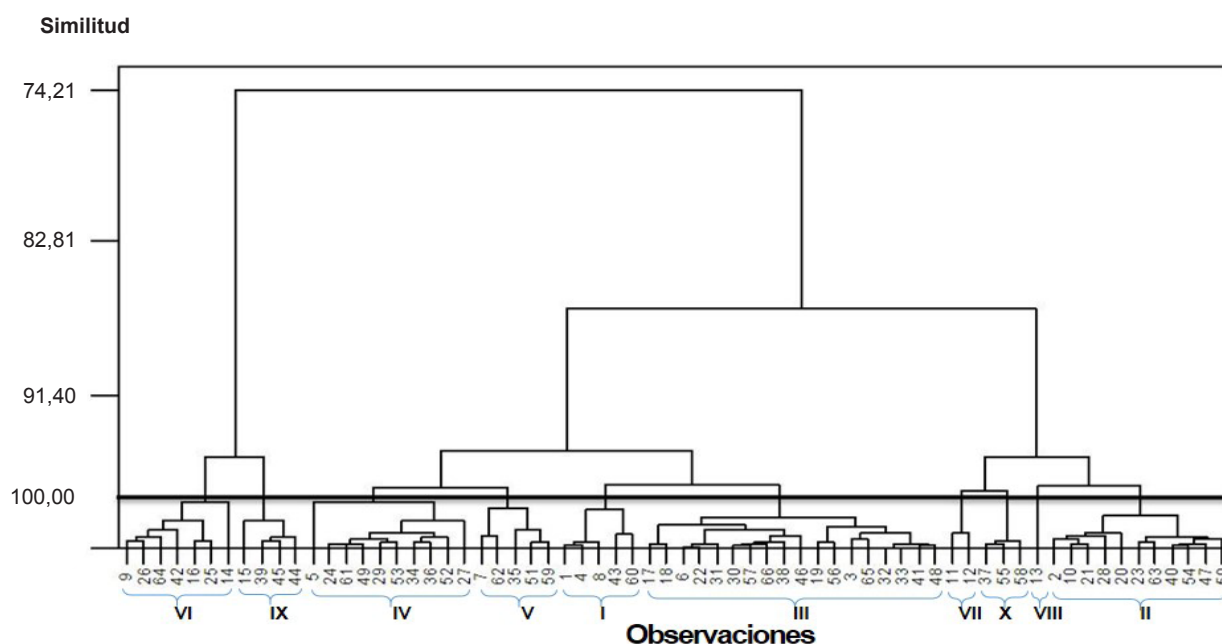 Similitud
74,21
82,81
91,40
100,00
9 26 64 42 16 25 14 15 39 45 44 5 24 61 49 29 53 34 36 52 27 7 62 35 51 59 1 4 8 43 60 17 18 6 22 31 30 57 66 38 46 19 56 3 65 32 33 41 48 11 12 37 55 58 13 2 10 21 28 20 23 63 40 54 47
VI IX IV V I III VII X VIII II
Observaciones